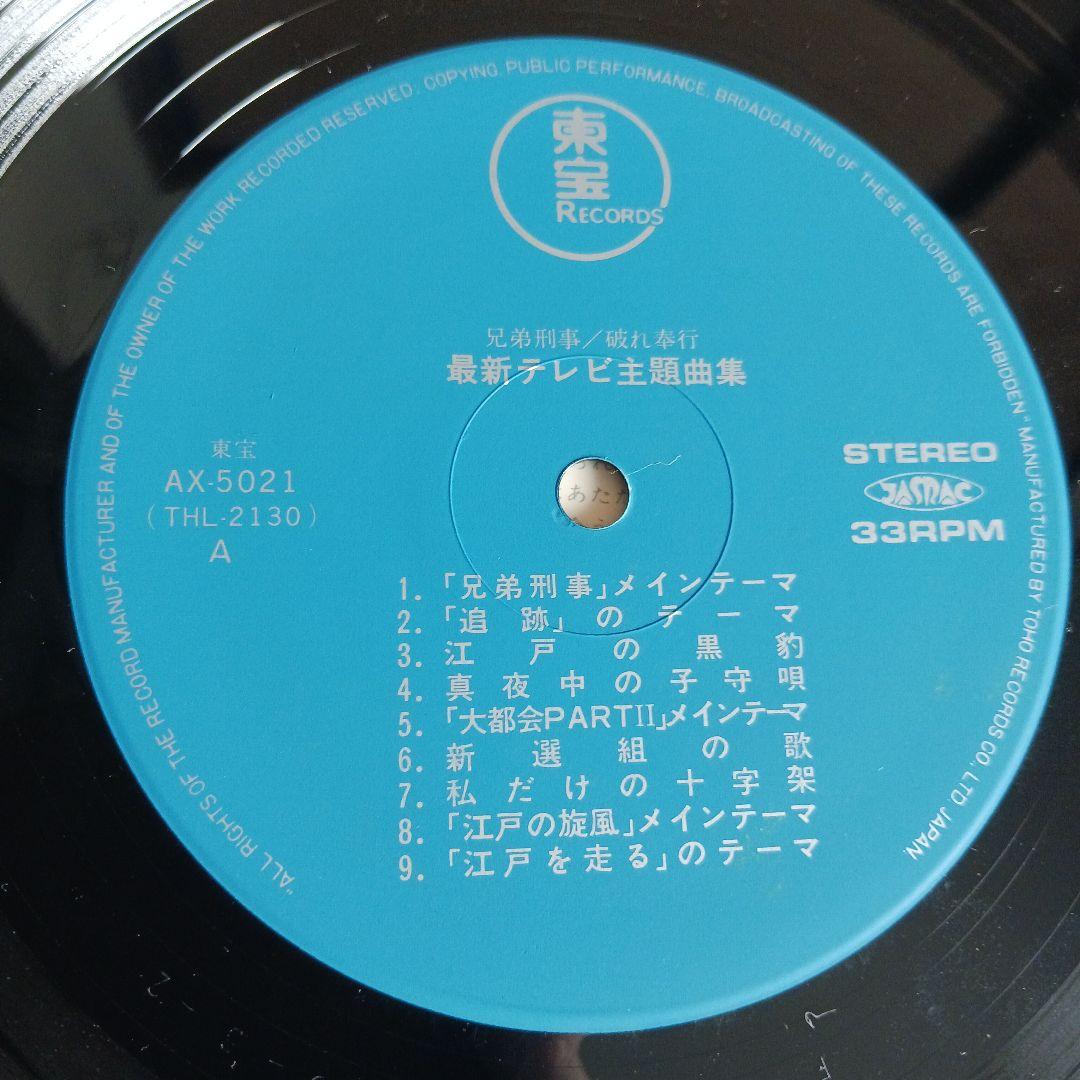 "ALL RIGHTS OF THE RECORD MANUFACTURER AND OF THE OWNER OF THE WORK RECORDED RESERVED. COPYING. PUBLIC PERFORMANCE. BROADCASTING OF THESE RECORDS ARE FORBIDDEN" MANUFACTURED BY TOHO RECORDS CO., LTD. JAPAN.
東宝
RECORDS
兄弟刑事/破れ奉行
最新テレビ主題曲集
東宝
AX-5021
(THL-2130)
A
STEREO
JASRAC
33RPM
あたか
1.「兄弟刑事」メインテーマ
2.「追跡」のテーマ
3. 江戸の黒豹
4. 真夜中の子守唄
5.「大都会PARTII」メインテーマ
6. 新選組の歌
7. 私だけの十字架
8.「江戸の旋風」メインテーマ
9.「江戸を走る」のテーマ